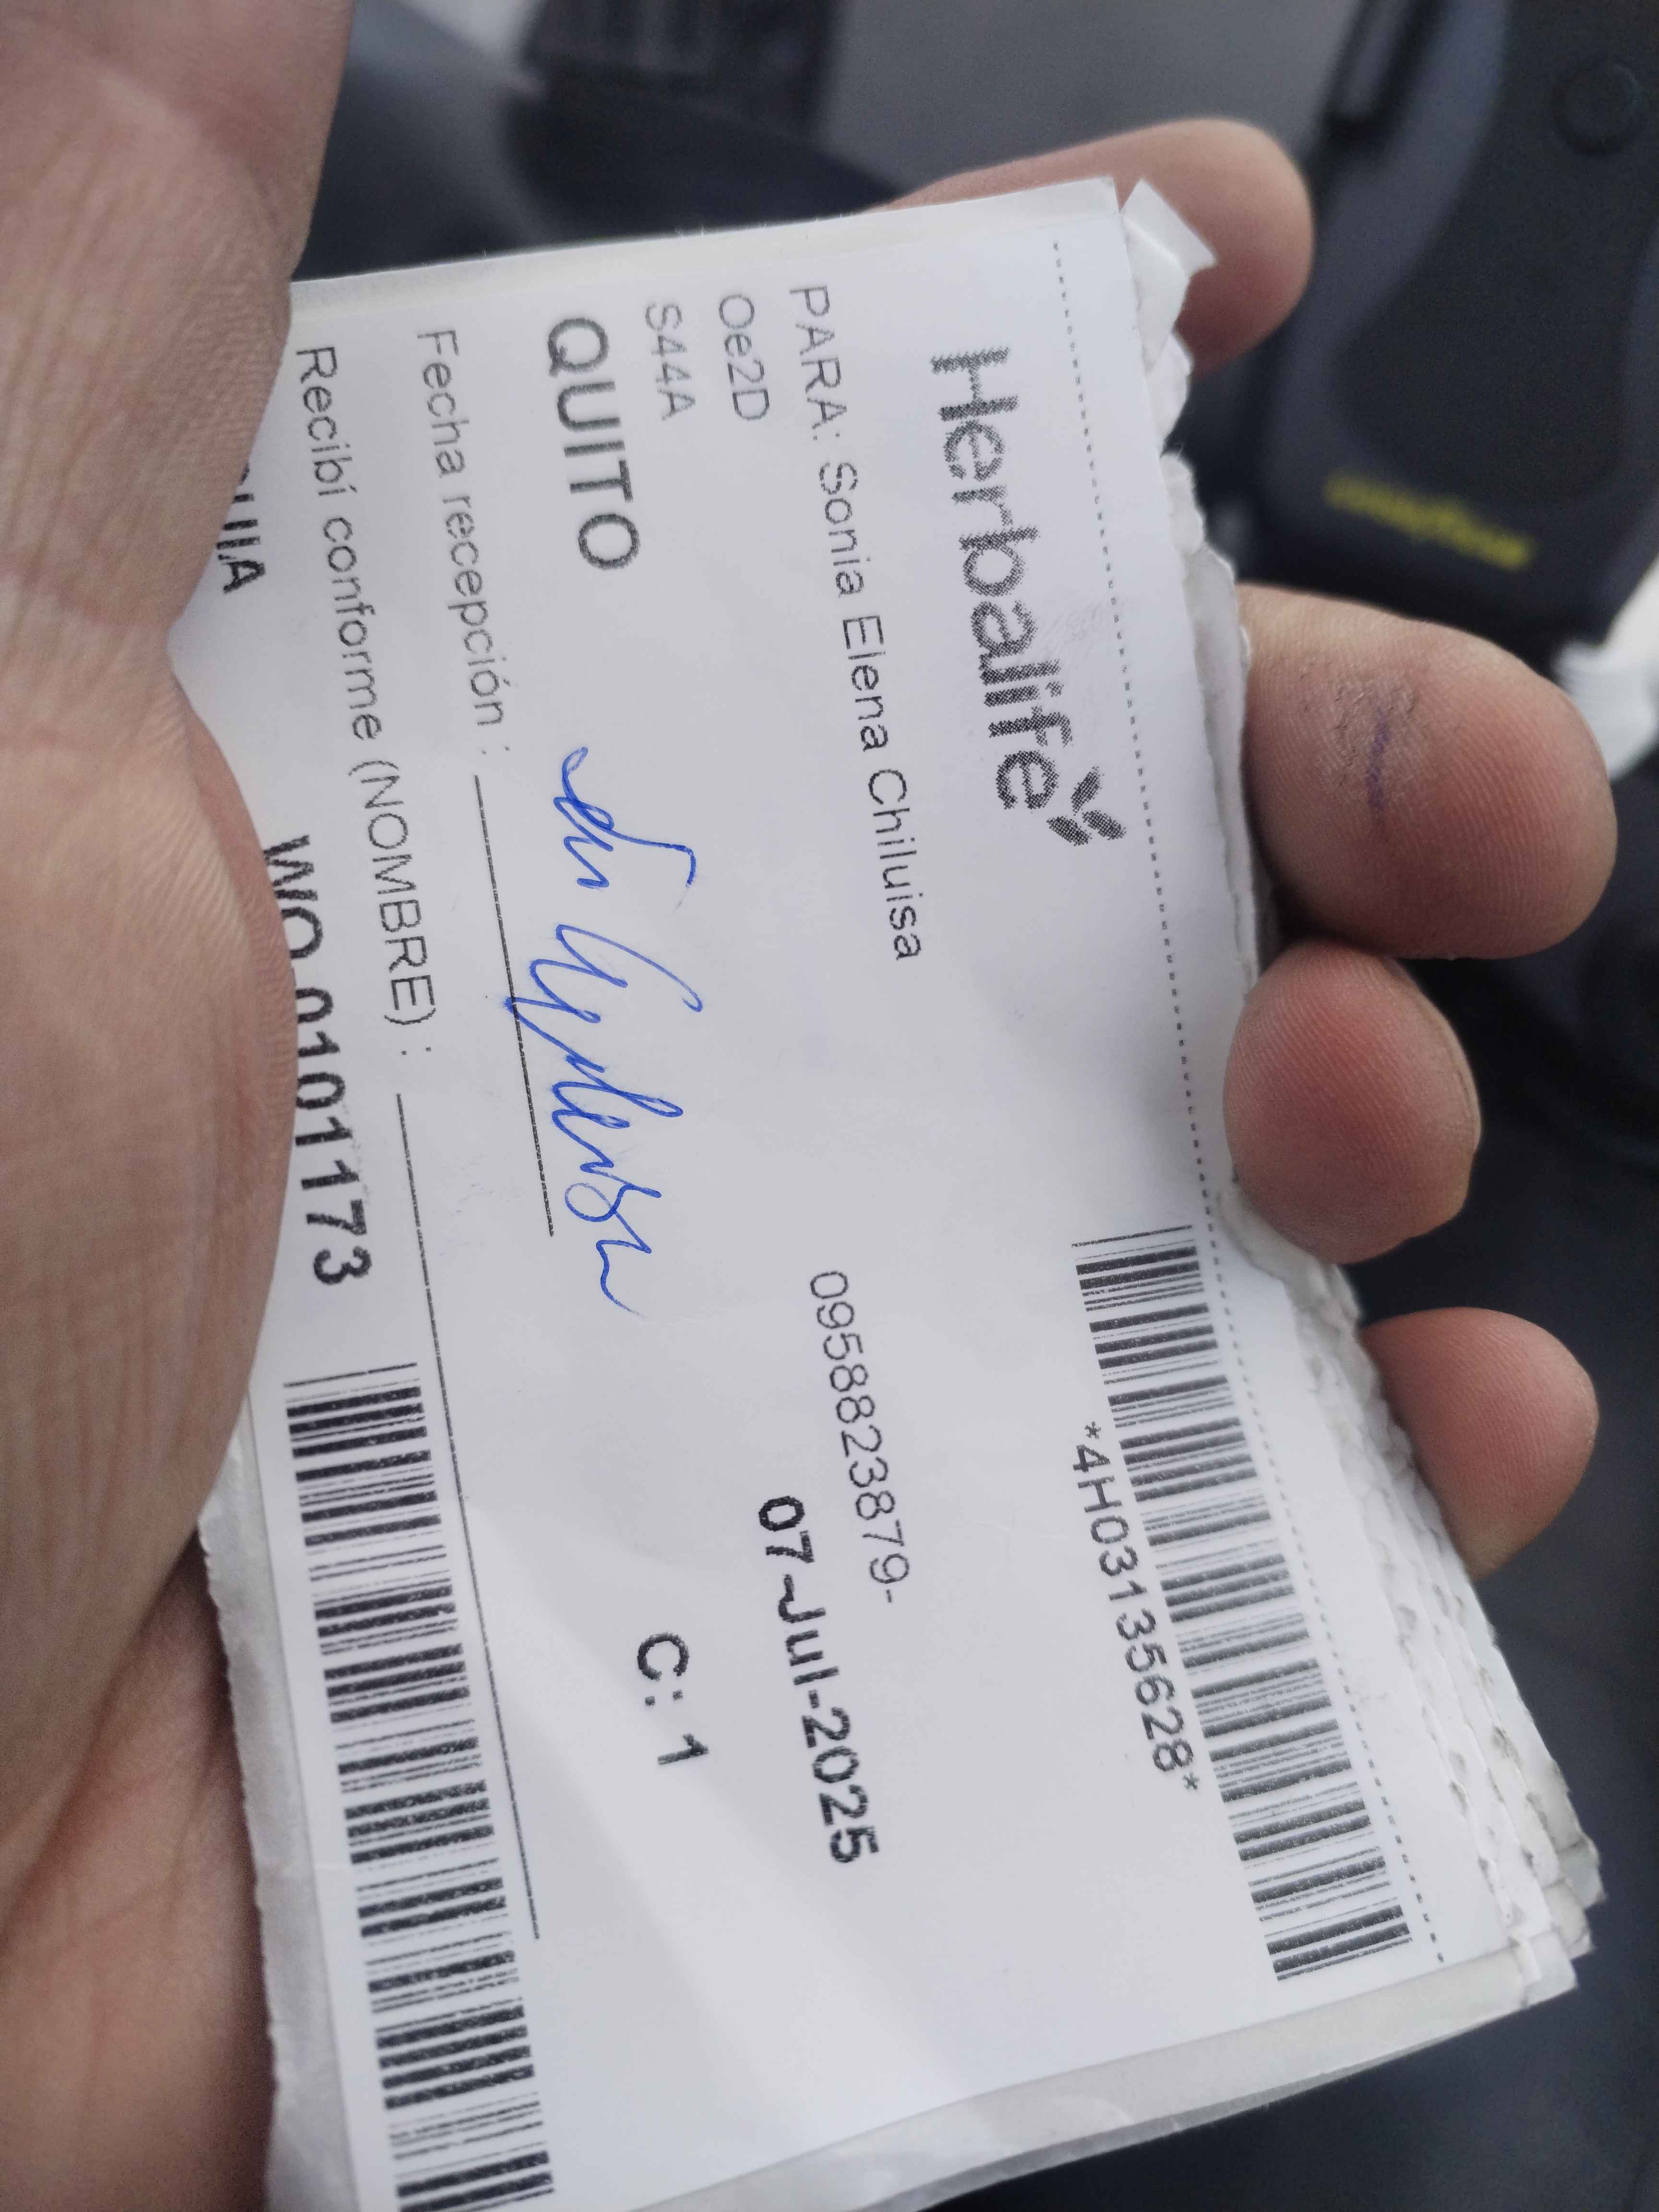 Herbalife
*4H03135628*
PARA: Sonia Elena Chiluisa
0958823879-
Oe2D
07-Jul-2025
S44A
C: 1
QUITO
Fecha recepción :
Recibí conforme (NOMBRE) :
WO 0101173